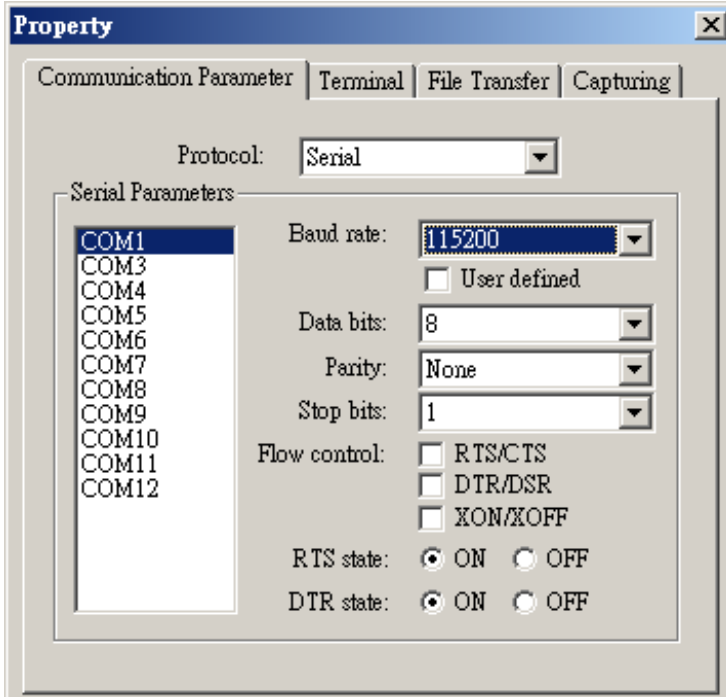 Property
Communication Parameter Terminal File Transfer Capturing
Protocol: Serial
Serial Parameters
COM1
COM3
COM4
COM5
COM6
COM7
COM8
COM9
COM10
COM11
COM12
Baud rate: 115200
User defined
Data bits: 8
Parity: None
Stop bits: 1
Flow control: RTS/CTS
DTR/DSR
XON/XOFF
RTS state: ON OFF
DTR state: ON OFF